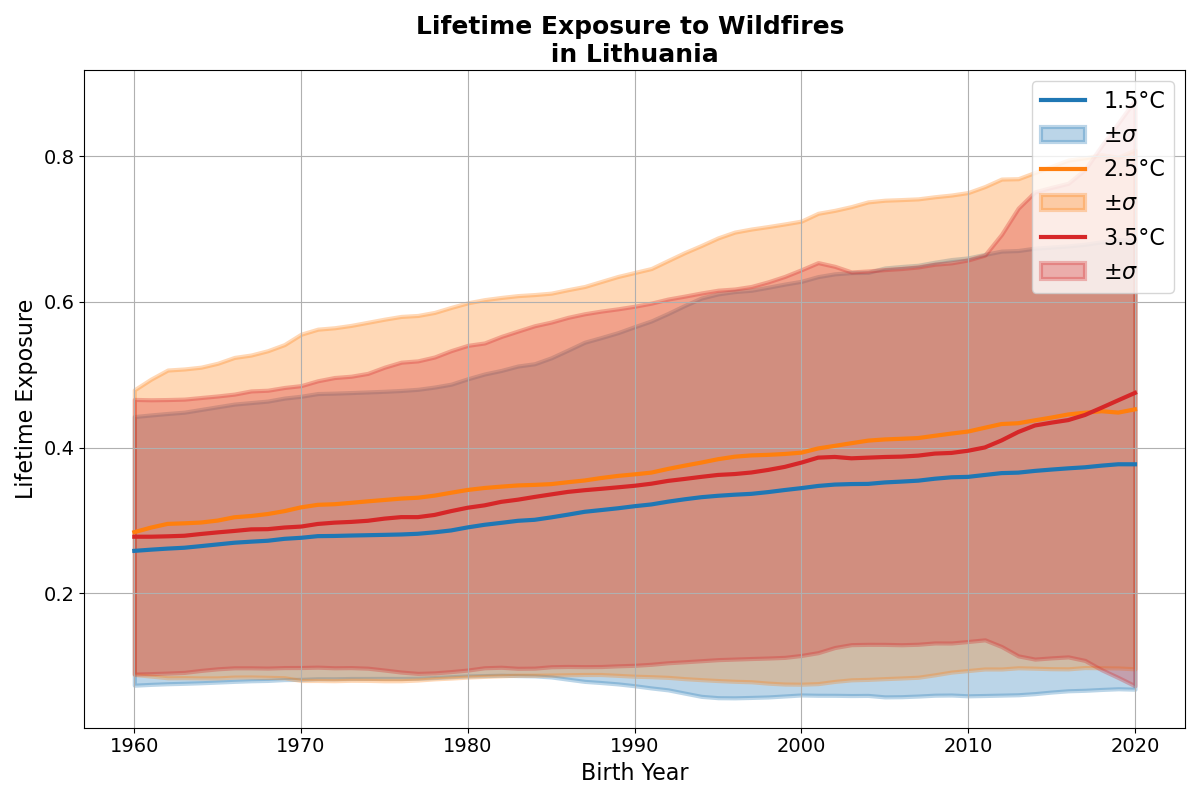 Lifetime Exposure to Wildfires
in Lithuania
1.5°C
±σ
2.5°C
±σ
3.5°C
±σ
Lifetime Exposure
0.8
0.6
0.4
0.2
1960
1970
1980
1990
2000
2010
2020
Birth Year